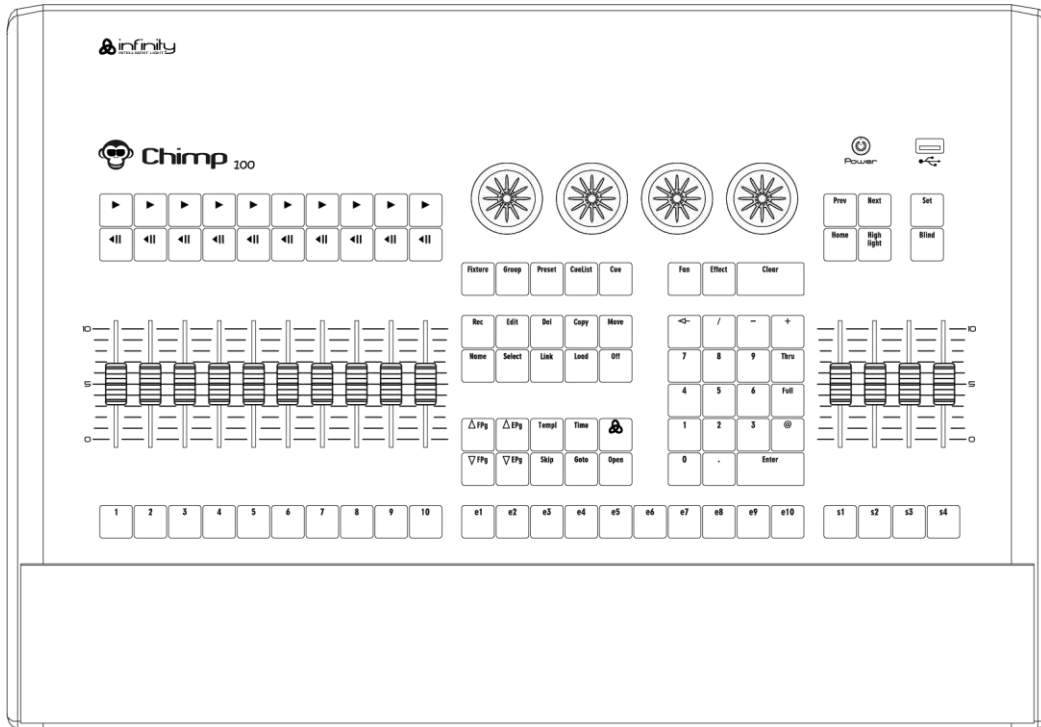 infinity
INTELLIGENT LIGHT
Chimp 100
Power
Prev Next Set
Home High light Blind
Fixture Group Preset CueList Cue Fan Effect Clear
Rec Edit Del Copy Move / - +
Name Select Link Load Off 7 8 9 Thru
10 10
5 4 5 6 Full 5
0 △ FPg △ EPg Templ Time 1 2 3 @ 0
▽ FPg ▽ EPg Skip Goto Open 0 . Enter
1 2 3 4 5 6 7 8 9 10 e1 e2 e3 e4 e5 e6 e7 e8 e9 e10 s1 s2 s3 s4